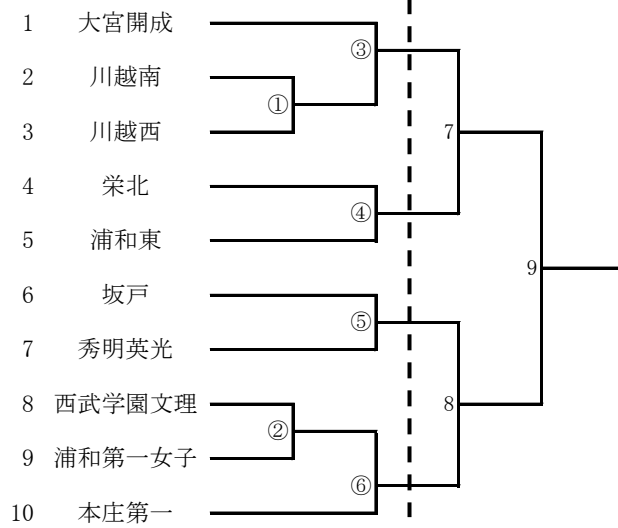 1 大宮開成
③
2 川越南
①
3 川越西
7
4 栄北
④
5 浦和東
9
6 坂戸
⑤
7 秀明英光
8 西武学園文理
8
②
9 浦和第一女子
⑥
10 本庄第一